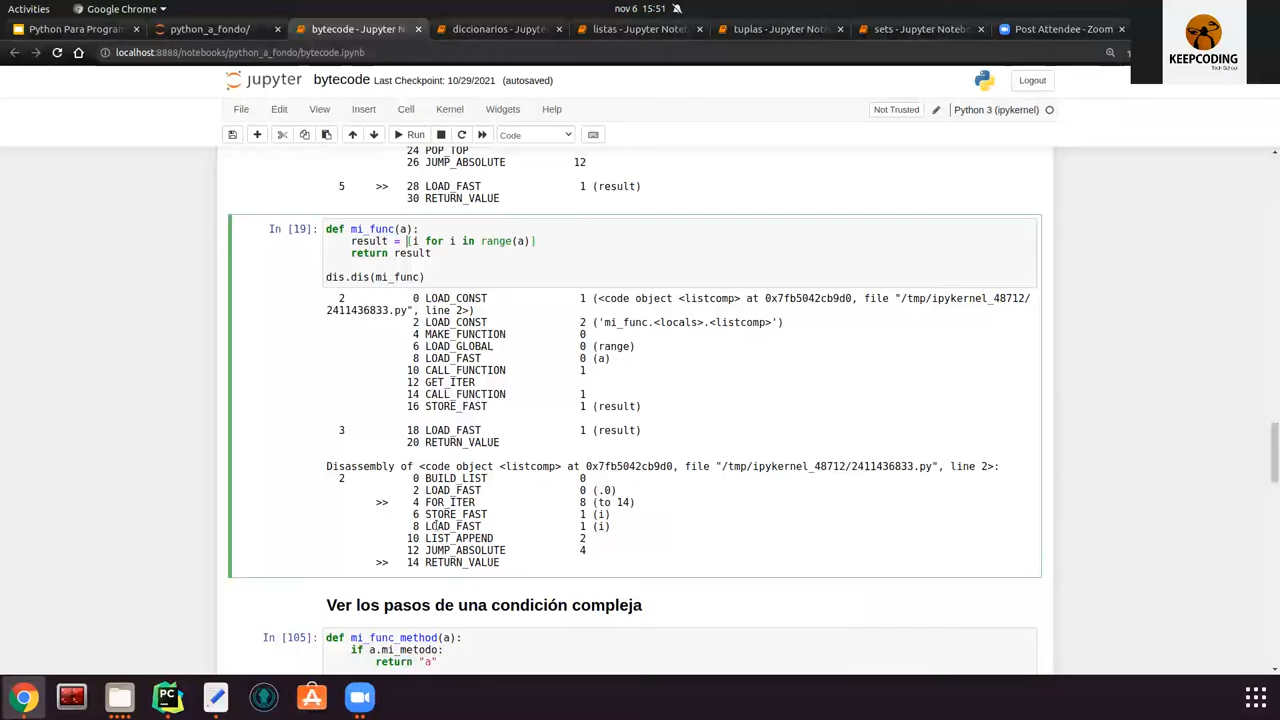 Activities
Google Chrome
nov 6 15:51
Python Para Program
python_a_fondo/
bytecode - Jupyter N
diccionarios - Jupyter
listas - Jupyter Noteb
tuplas - Jupyter Noteb
sets - Jupyter Notebo
Post Attendee - Zoom
KEEPCODING
Tech School
localhost:8888/notebooks/python_a_fondo/bytecode.ipynb
jupyter bytecode Last Checkpoint: 10/29/2021 (autosaved)
Logout
File Edit View Insert Cell Kernel Widgets Help
Not Trusted
Python 3 (ipykernel)
Run
Code
24 POP_TOP
26 JUMP_ABSOLUTE 12
5 >> 28 LOAD_FAST 1 (result)
30 RETURN_VALUE
In [19]:
def mi_func(a):
result = [i for i in range(a)]
return result
dis.dis(mi_func)
2 0 LOAD_CONST 1 (<code object <listcomp> at 0x7fb5042cb9d0, file "/tmp/ipykernel_48712/
2411436833.py", line 2>)
2 LOAD_CONST 2 ('mi_func.<locals>.<listcomp>')
4 MAKE_FUNCTION 0
6 LOAD_GLOBAL 0 (range)
8 LOAD_FAST 0 (a)
10 CALL_FUNCTION 1
12 GET_ITER
14 CALL_FUNCTION 1
16 STORE_FAST 1 (result)
3 18 LOAD_FAST 1 (result)
20 RETURN_VALUE
Disassembly of <code object <listcomp> at 0x7fb5042cb9d0, file "/tmp/ipykernel_48712/2411436833.py", line 2>:
2 0 BUILD_LIST 0
2 LOAD_FAST 0 (.0)
>> 4 FOR_ITER 8 (to 14)
6 STORE_FAST 1 (i)
8 LOAD_FAST 1 (i)
10 LIST_APPEND 2
12 JUMP_ABSOLUTE 4
>> 14 RETURN_VALUE
Ver los pasos de una condición compleja
In [105]:
def mi_func_method(a):
if a.mi_metodo:
return "a"